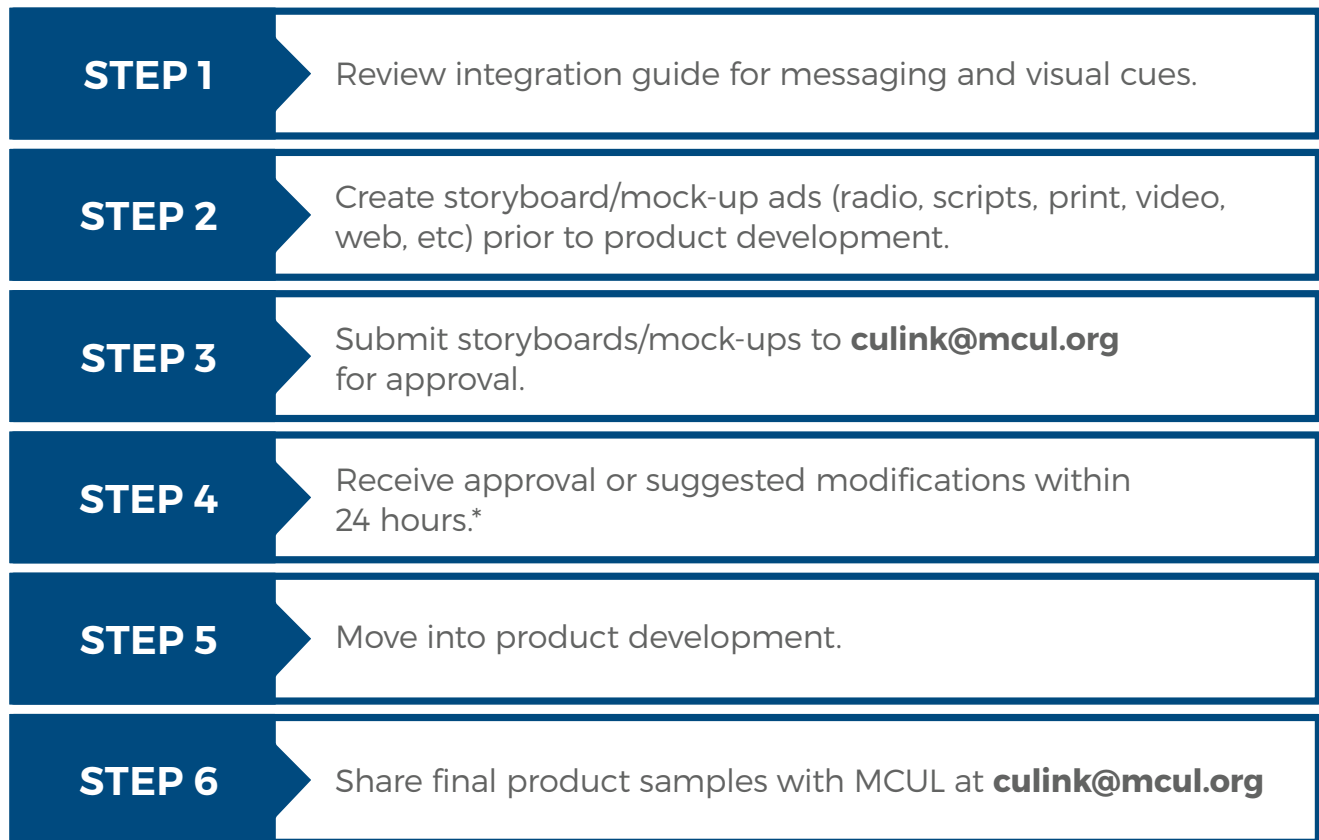 STEP 1
Review integration guide for messaging and visual cues.
STEP 2
Create storyboard/mock-up ads (radio, scripts, print, video,
web, etc) prior to product development.
STEP 3
Submit storyboards/mock-ups to culink@mcul.org
for approval.
STEP 4
Receive approval or suggested modifications within
24 hours.*
STEP 5
Move into product development.
STEP 6
Share final product samples with MCUL at culink@mcul.org